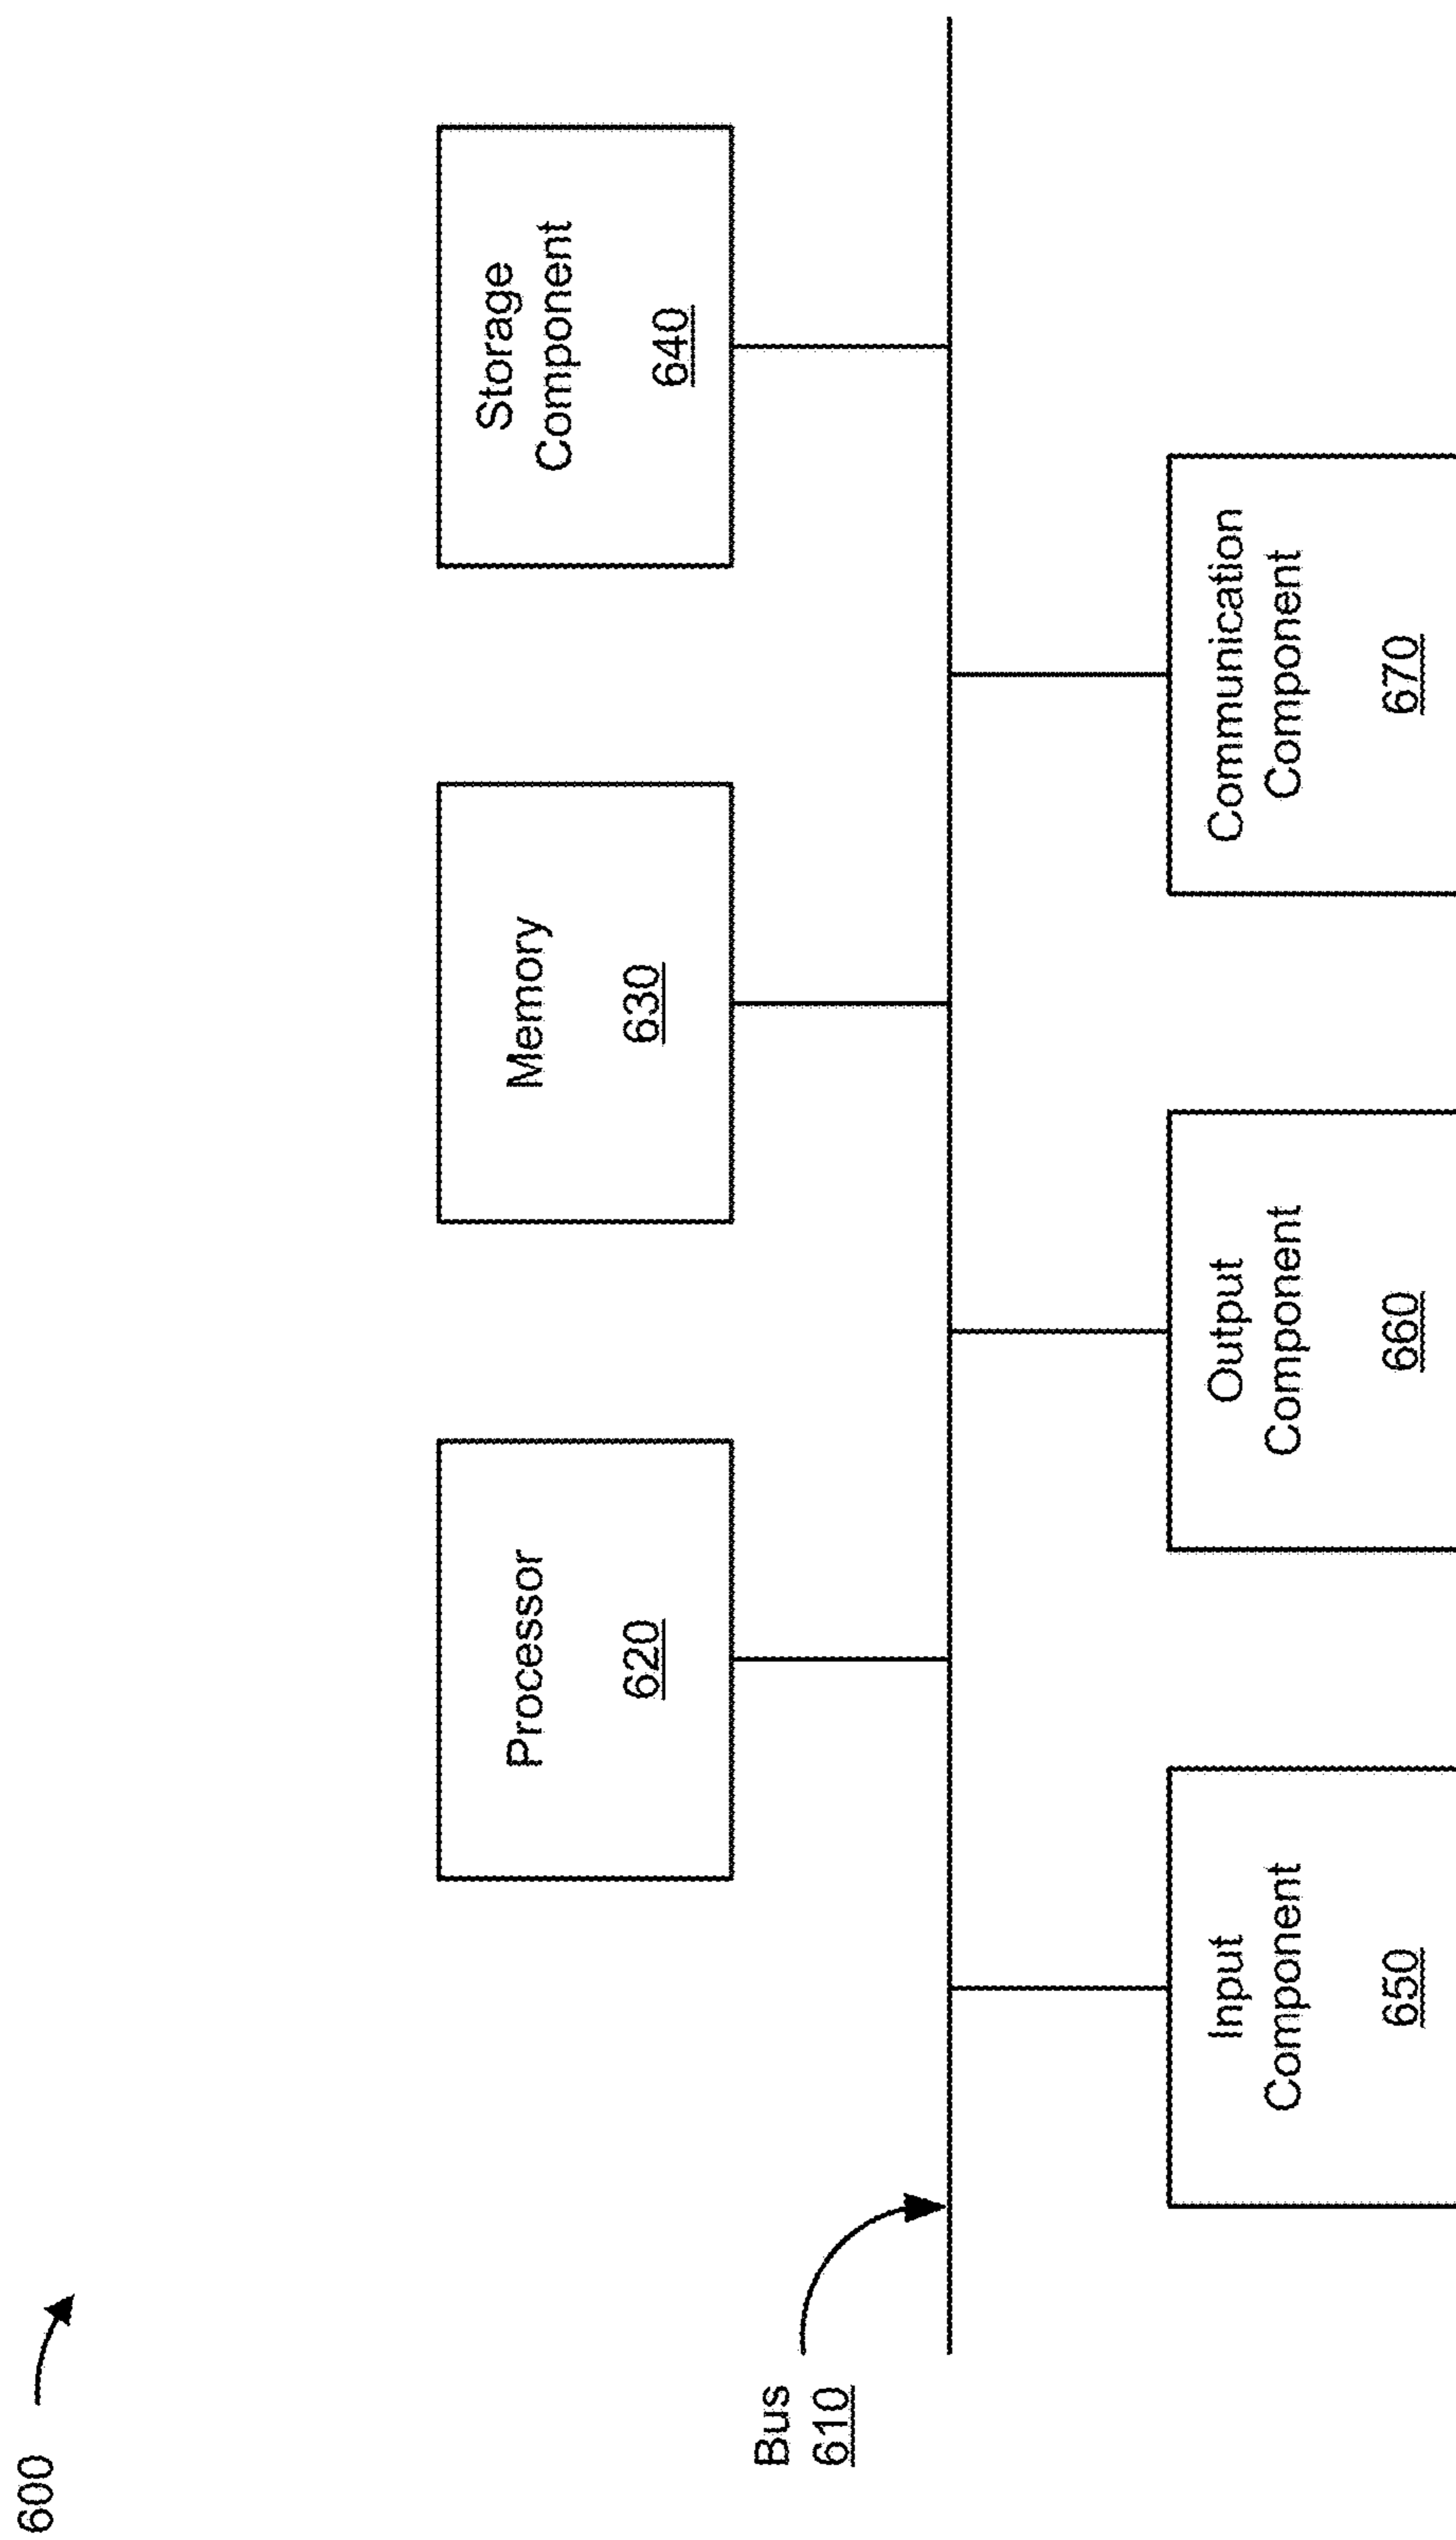 600
Bus
610
Processor
620
Memory
630
Storage
Component
640
Input
Component
650
Output
Component
660
Communication
Component
670